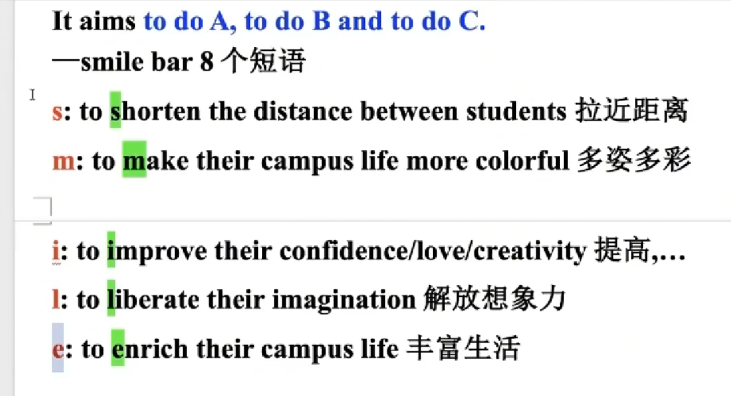 It aims to do A, to do B and to do C.
—smile bar 8 个短语
s: to shorten the distance between students 拉近距离
m: to make their campus life more colorful 多姿多彩
i: to improve their confidence/love/creativity 提高,...
l: to liberate their imagination 解放想象力
e: to enrich their campus life 丰富生活